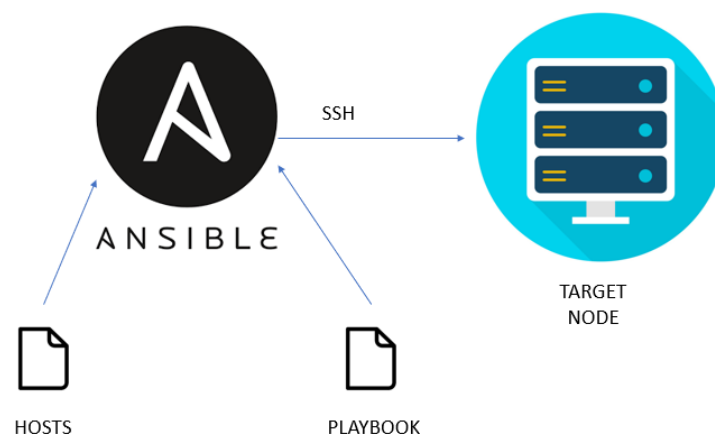 SSH
ANSIBLE
TARGET
NODE
HOSTS
PLAYBOOK